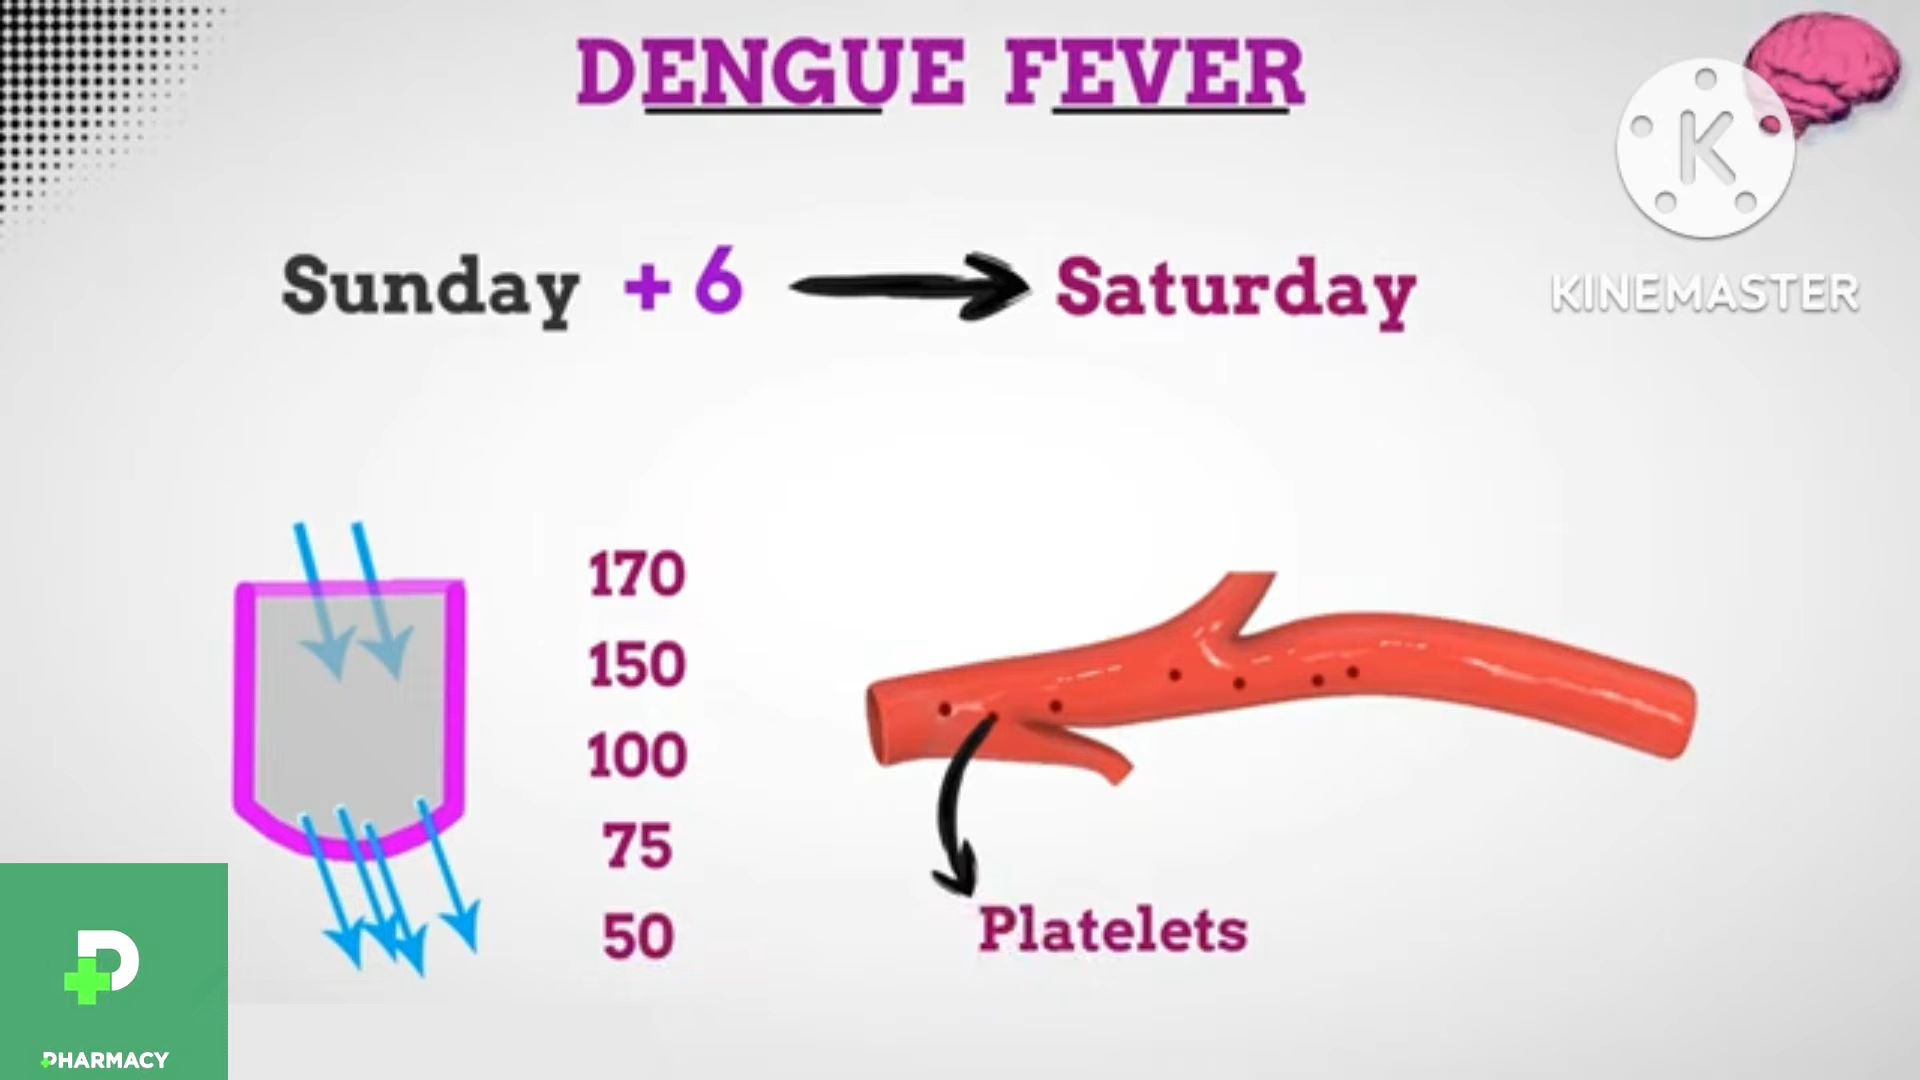 DENGUE FEVER
K
KINEMASTER
Sunday + 6 Saturday
170
150
100
75
50
Platelets
P
PHARMACY